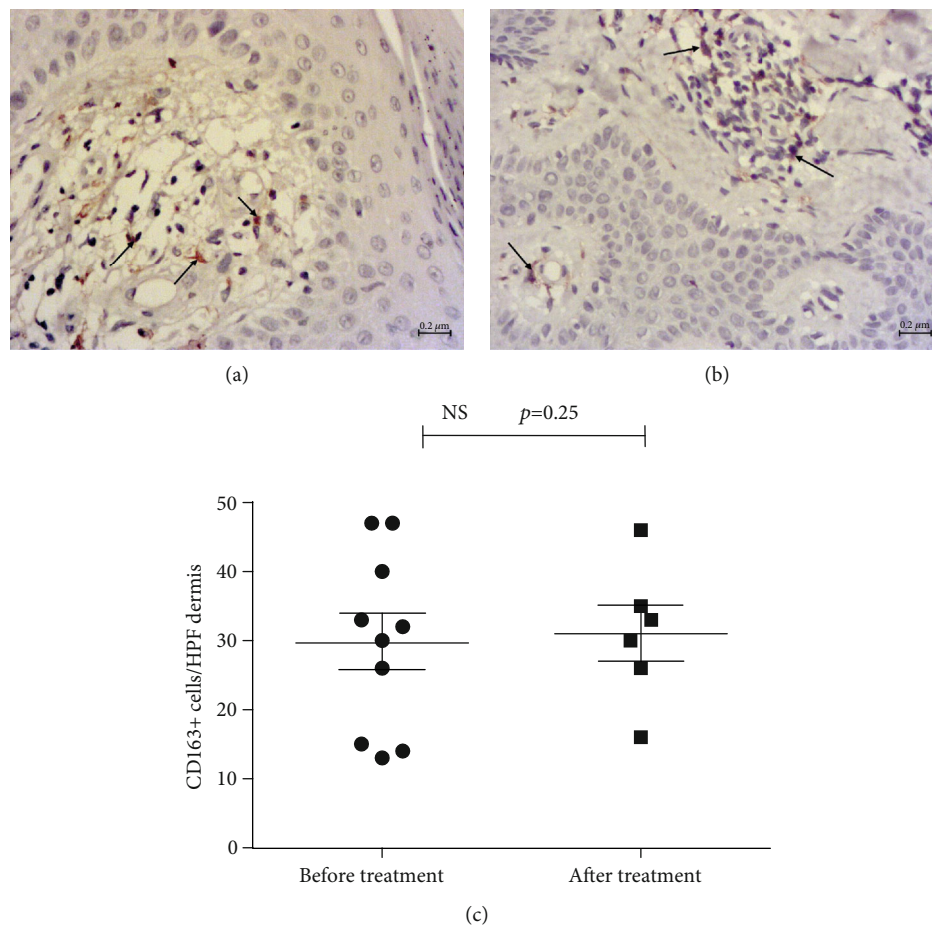 0.2 µm
0.2 µm
(a)
(b)
NS p=0.25
50
40
30
20
10
0
CD163+ cells/HPF dermis
Before treatment
After treatment
(c)